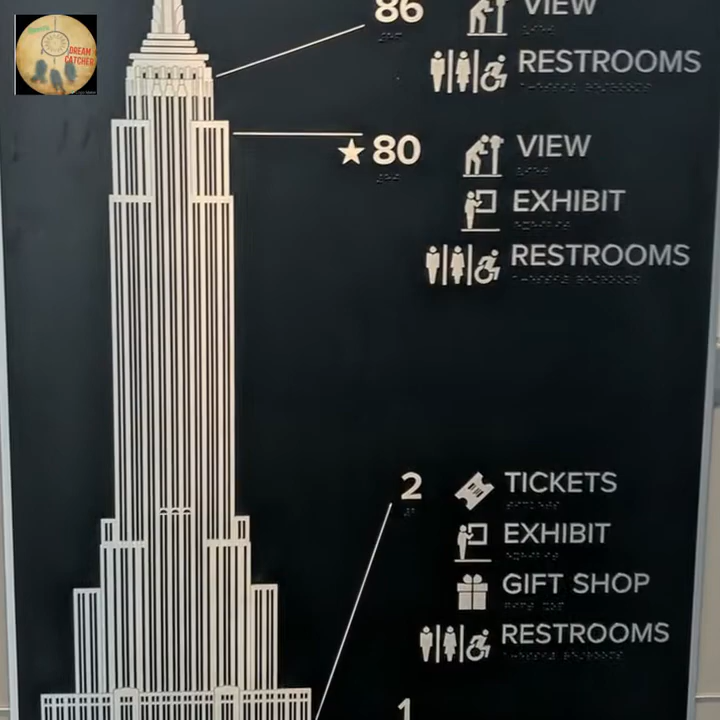 DREAM
CATCHER
86
VIEW
RESTROOMS
★ 80
VIEW
EXHIBIT
RESTROOMS
2
TICKETS
EXHIBIT
GIFT SHOP
RESTROOMS
1